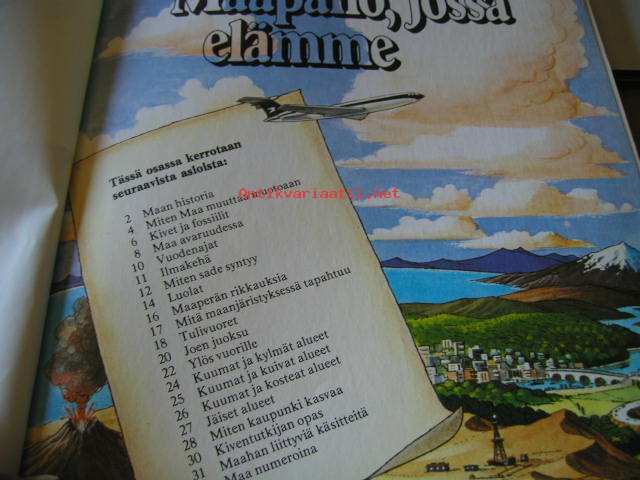 Maapallo, jossa
elämme
Tässä osassa kerrotaan
seuraavista asioista:
2 Maan historia
4 Miten Maa muuttaa muotoaan
6 Kivet ja fossiilit
8 Maa avaruudessa
10 Vuodenajat
11 Ilmakehä
12 Miten sade syntyy
14 Luolat
16 Maaperän rikkauksia
17 Mitä maanjäristyksessä tapahtuu
18 Tulivuoret
20 Joen juoksu
22 Ylös vuorille
24 Kuumat ja kylmät alueet
25 Kuumat ja kuivat alueet
26 Kuumat ja kosteat alueet
27 Jäiset alueet
28 Miten kaupunki kasvaa
30 Kiventutkijan opas
31 Maahan liittyviä käsitteitä
Maa numeroina
Antikvariaatit.net